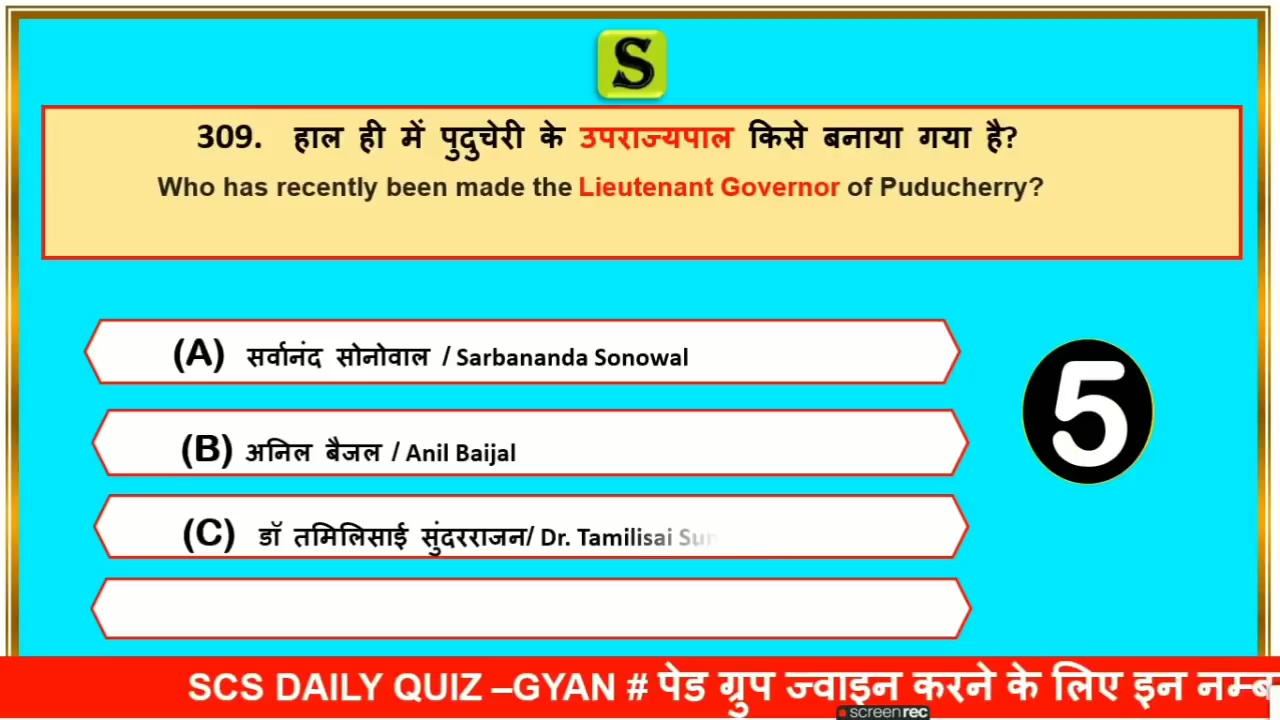 S
309. हाल ही में पुदुचेरी के उपराज्यपाल किसे बनाया गया है?
Who has recently been made the Lieutenant Governor of Puducherry?
(A) सर्वानंद सोनोवाल / Sarbananda Sonowal
(B) अनिल बैजल / Anil Baijal
5
(C) डॉ तमिलिसाई सुंदरराजन/ Dr. Tamilisai
SCS DAILY QUIZ –GYAN # पेड ग्रुप ज्वाइन करने के लिए इन
screenrec